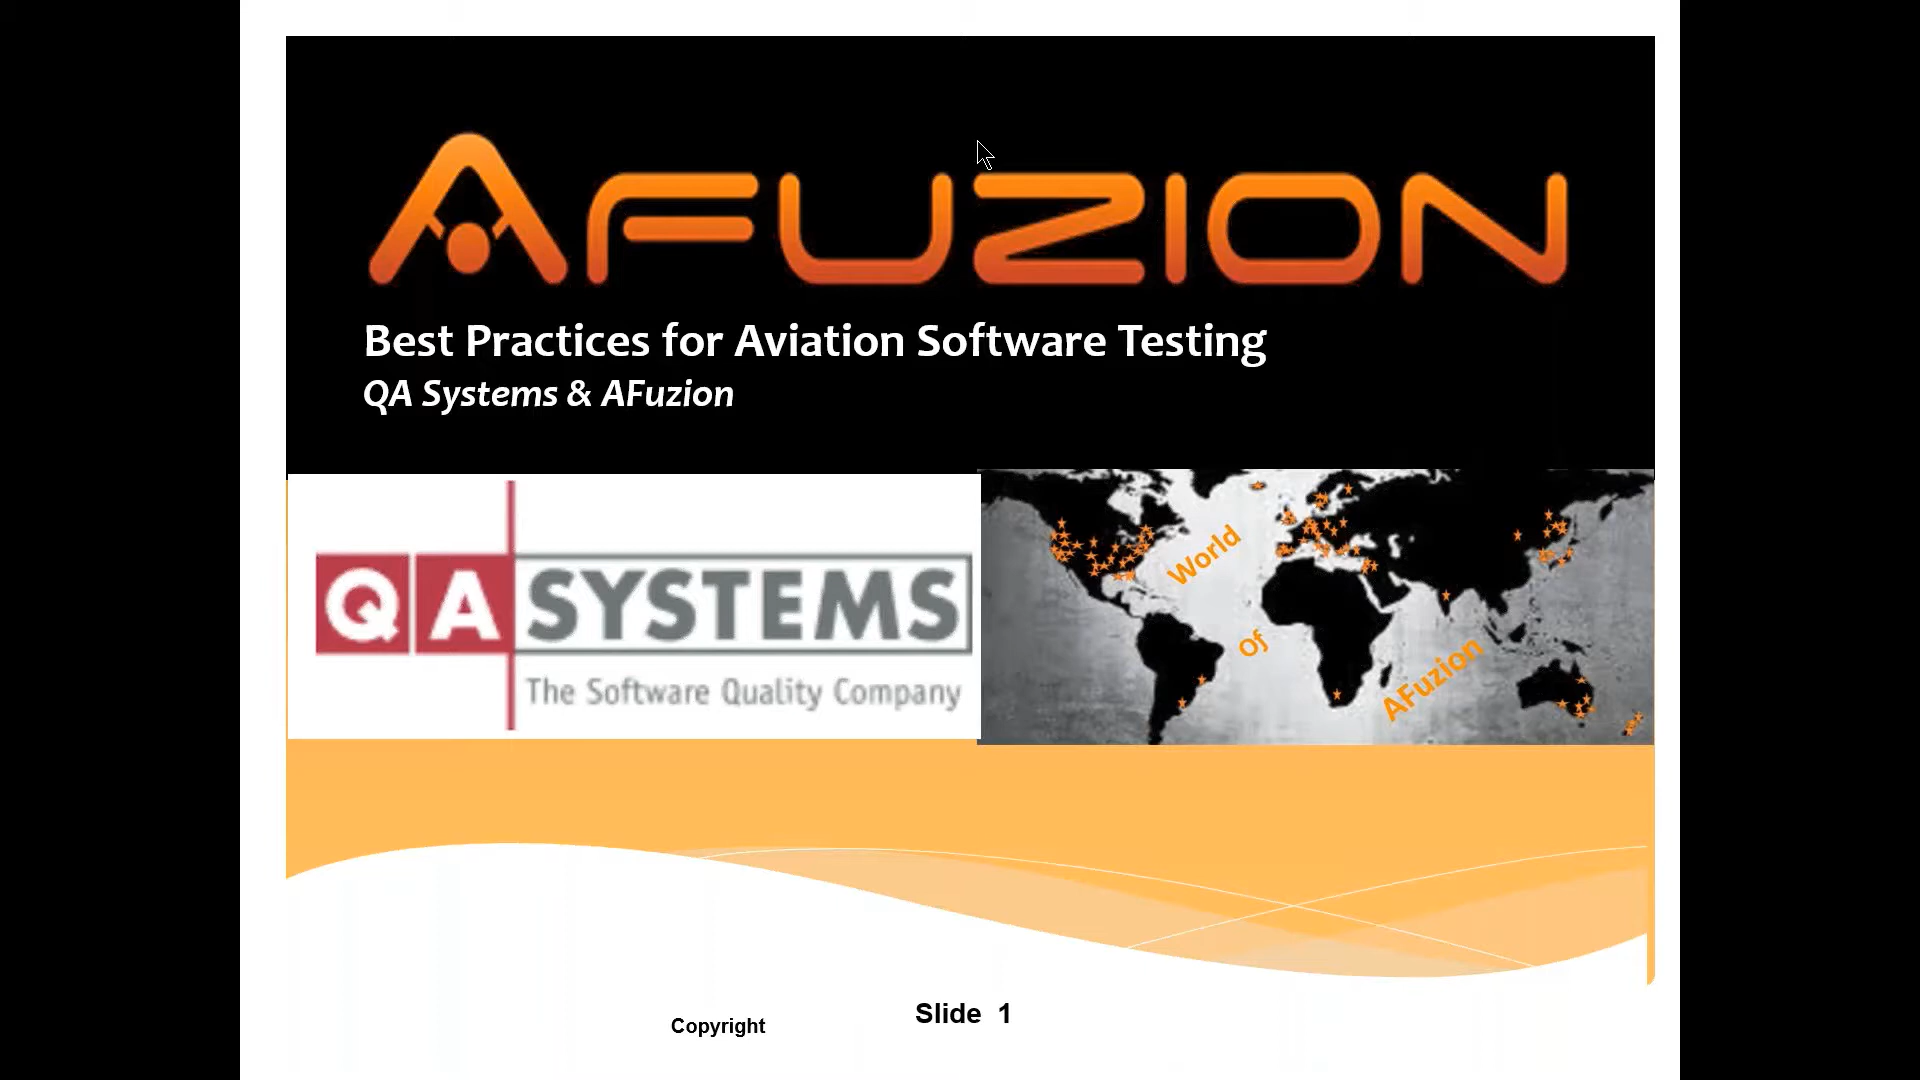 AFUZION
Best Practices for Aviation Software Testing
QA Systems & AFuzion
QA SYSTEMS
The Software Quality Company
World
Of
AFuzion
Copyright
Slide 1